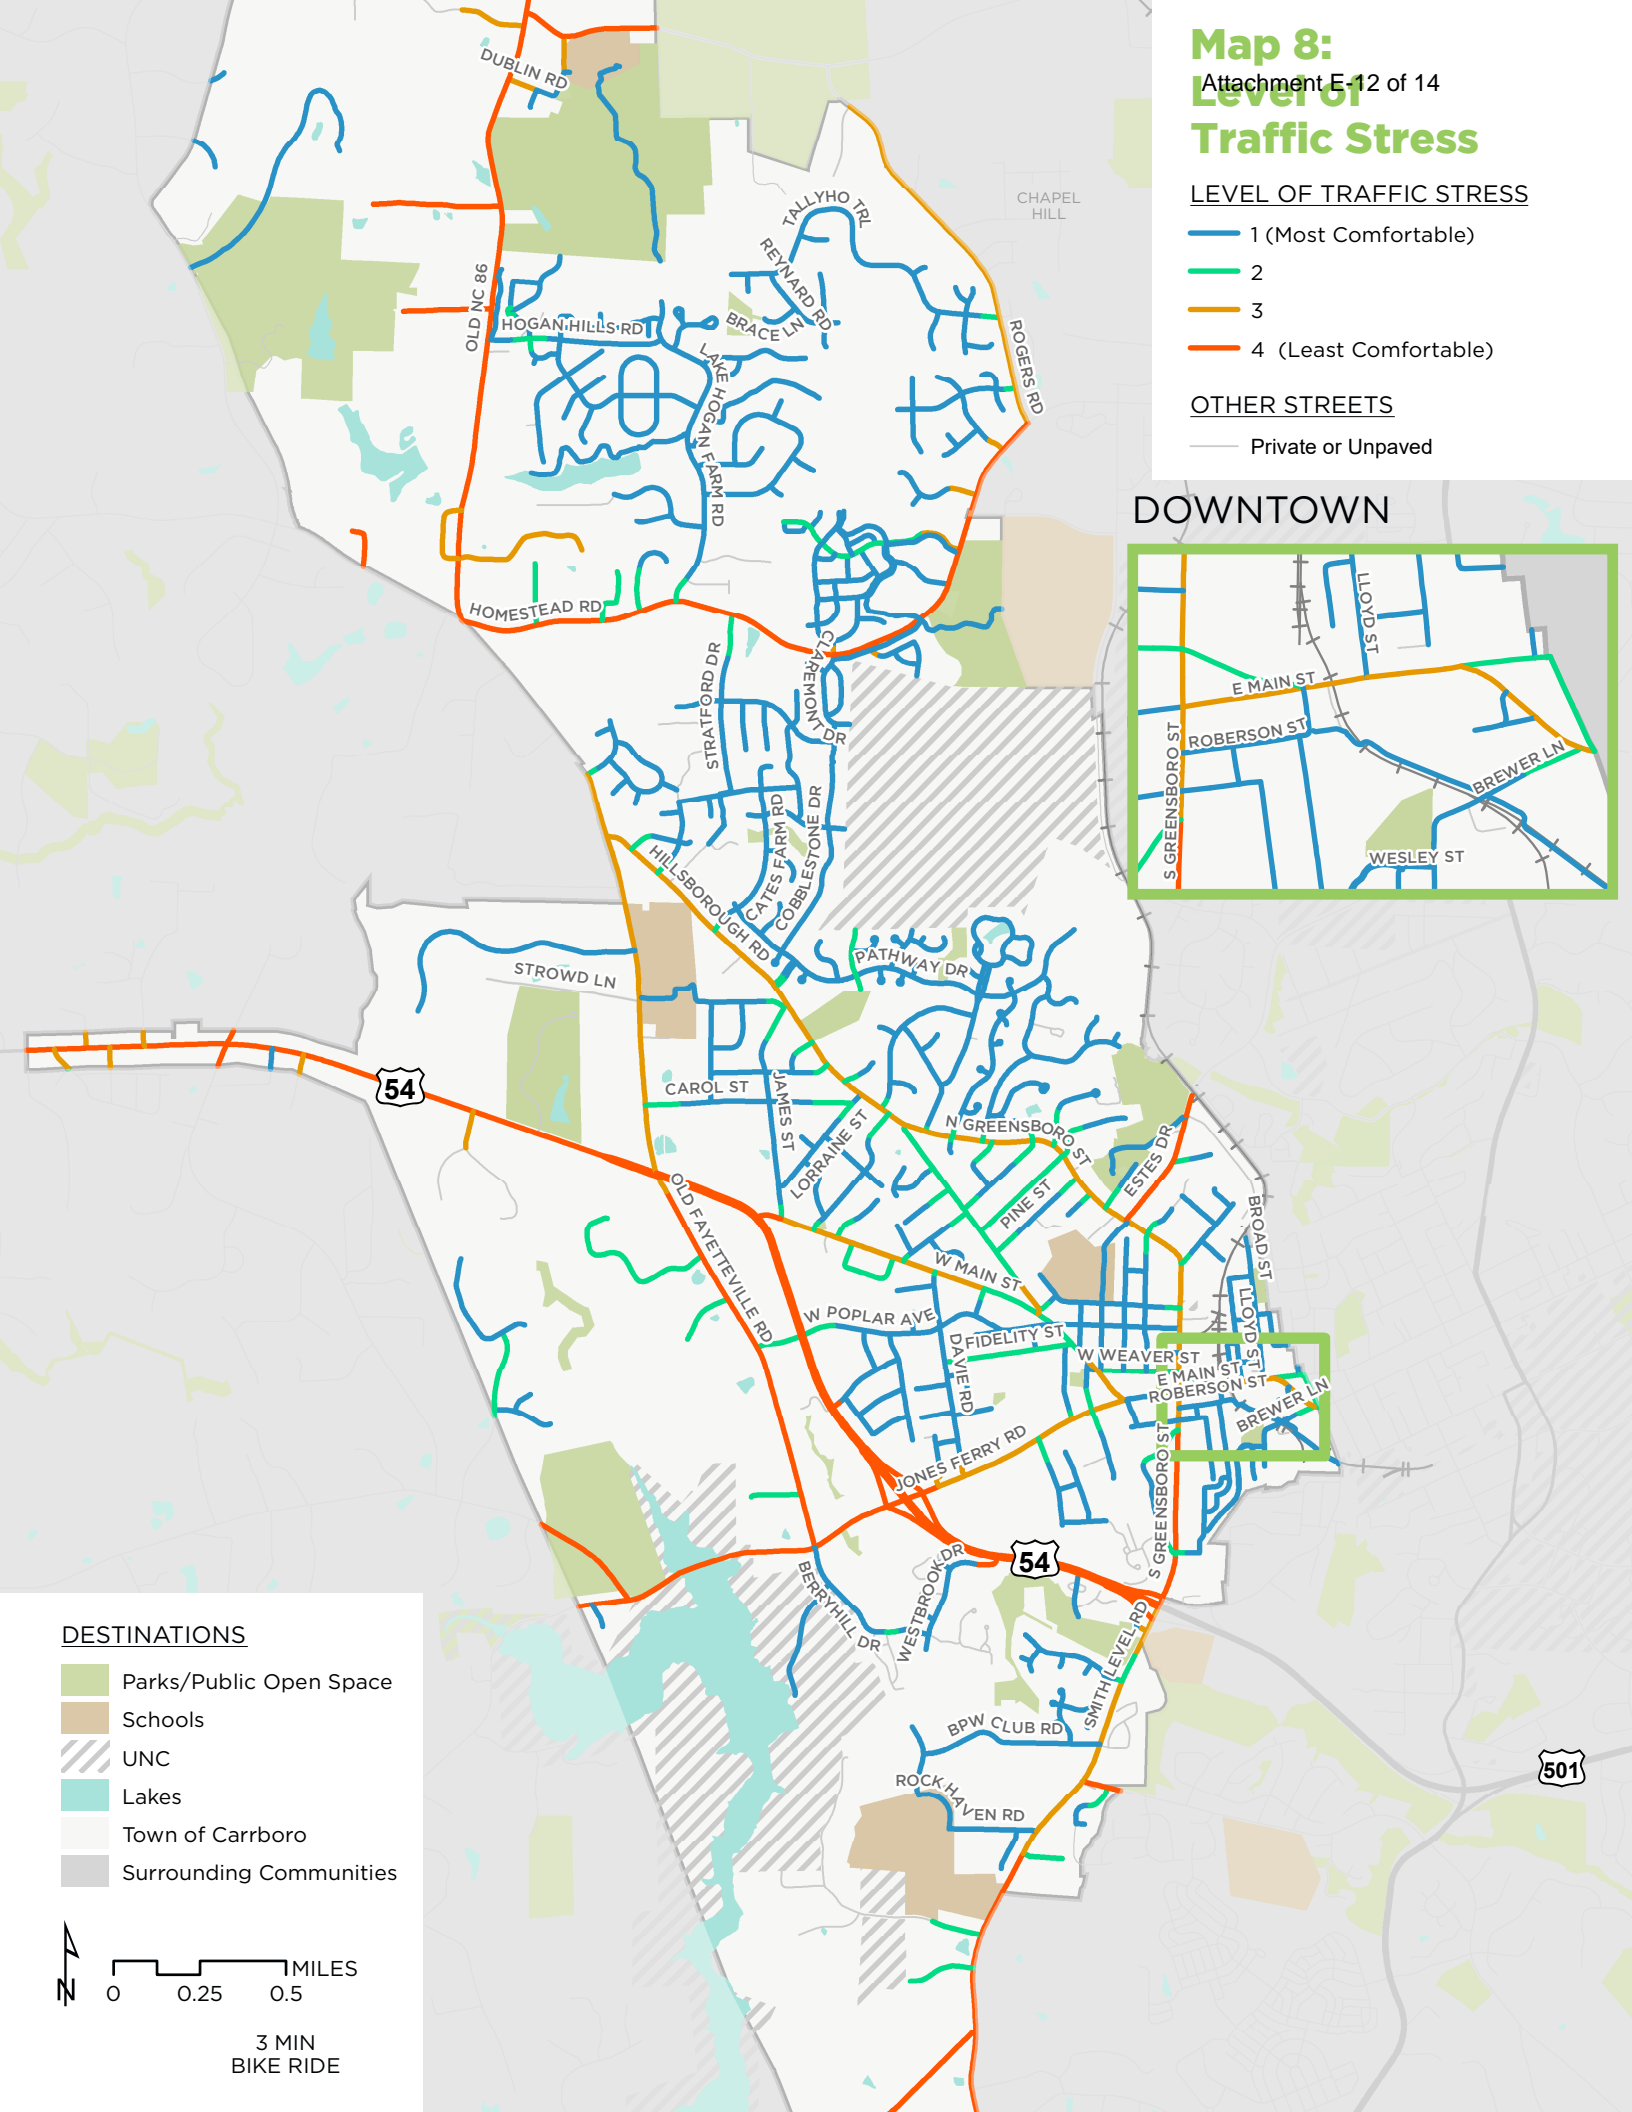 Map 8:
Attachment E-12 of 14
Level of
Traffic Stress
LEVEL OF TRAFFIC STRESS
1 (Most Comfortable)
2
3
4 (Least Comfortable)
OTHER STREETS
Private or Unpaved
DOWNTOWN
LLOYD ST
E MAIN ST
ROBERSON ST
S GREENSBORO ST
BREWER LN
WESLEY ST
DUBLIN RD
CHAPEL
HILL
TALLYHO TRL
REYNARD RD
OLD NC 86
HOGAN HILLS RD
BRACE LN
ROGERS RD
LAKE HOGAN FARM RD
HOMESTEAD RD
STRATFORD DR
CLAREMONT DR
CATES FARM RD
COBBLESTONE DR
HILLSBOROUGH RD
PATHWAY DR
STROWD LN
54
CAROL ST
JAMES ST
LORRAINE ST
N GREENSBORO ST
ESTES DR
PINE ST
BROAD ST
OLD FAYETTEVILLE RD
W MAIN ST
LLOYD ST
W POPLAR AVE
FIDELITY ST
DAVIE RD
W WEAVER ST
E MAIN ST
ROBERSON ST
BREWER LN
JONES FERRY RD
S GREENSBORO ST
54
BERRYHILL DR
WESTBROOK DR
SMITH LEVEL RD
BPW CLUB RD
ROCK HAVEN RD
501
DESTINATIONS
Parks/Public Open Space
Schools
UNC
Lakes
Town of Carrboro
Surrounding Communities
N
MILES
0 0.25 0.5
3 MIN
BIKE RIDE